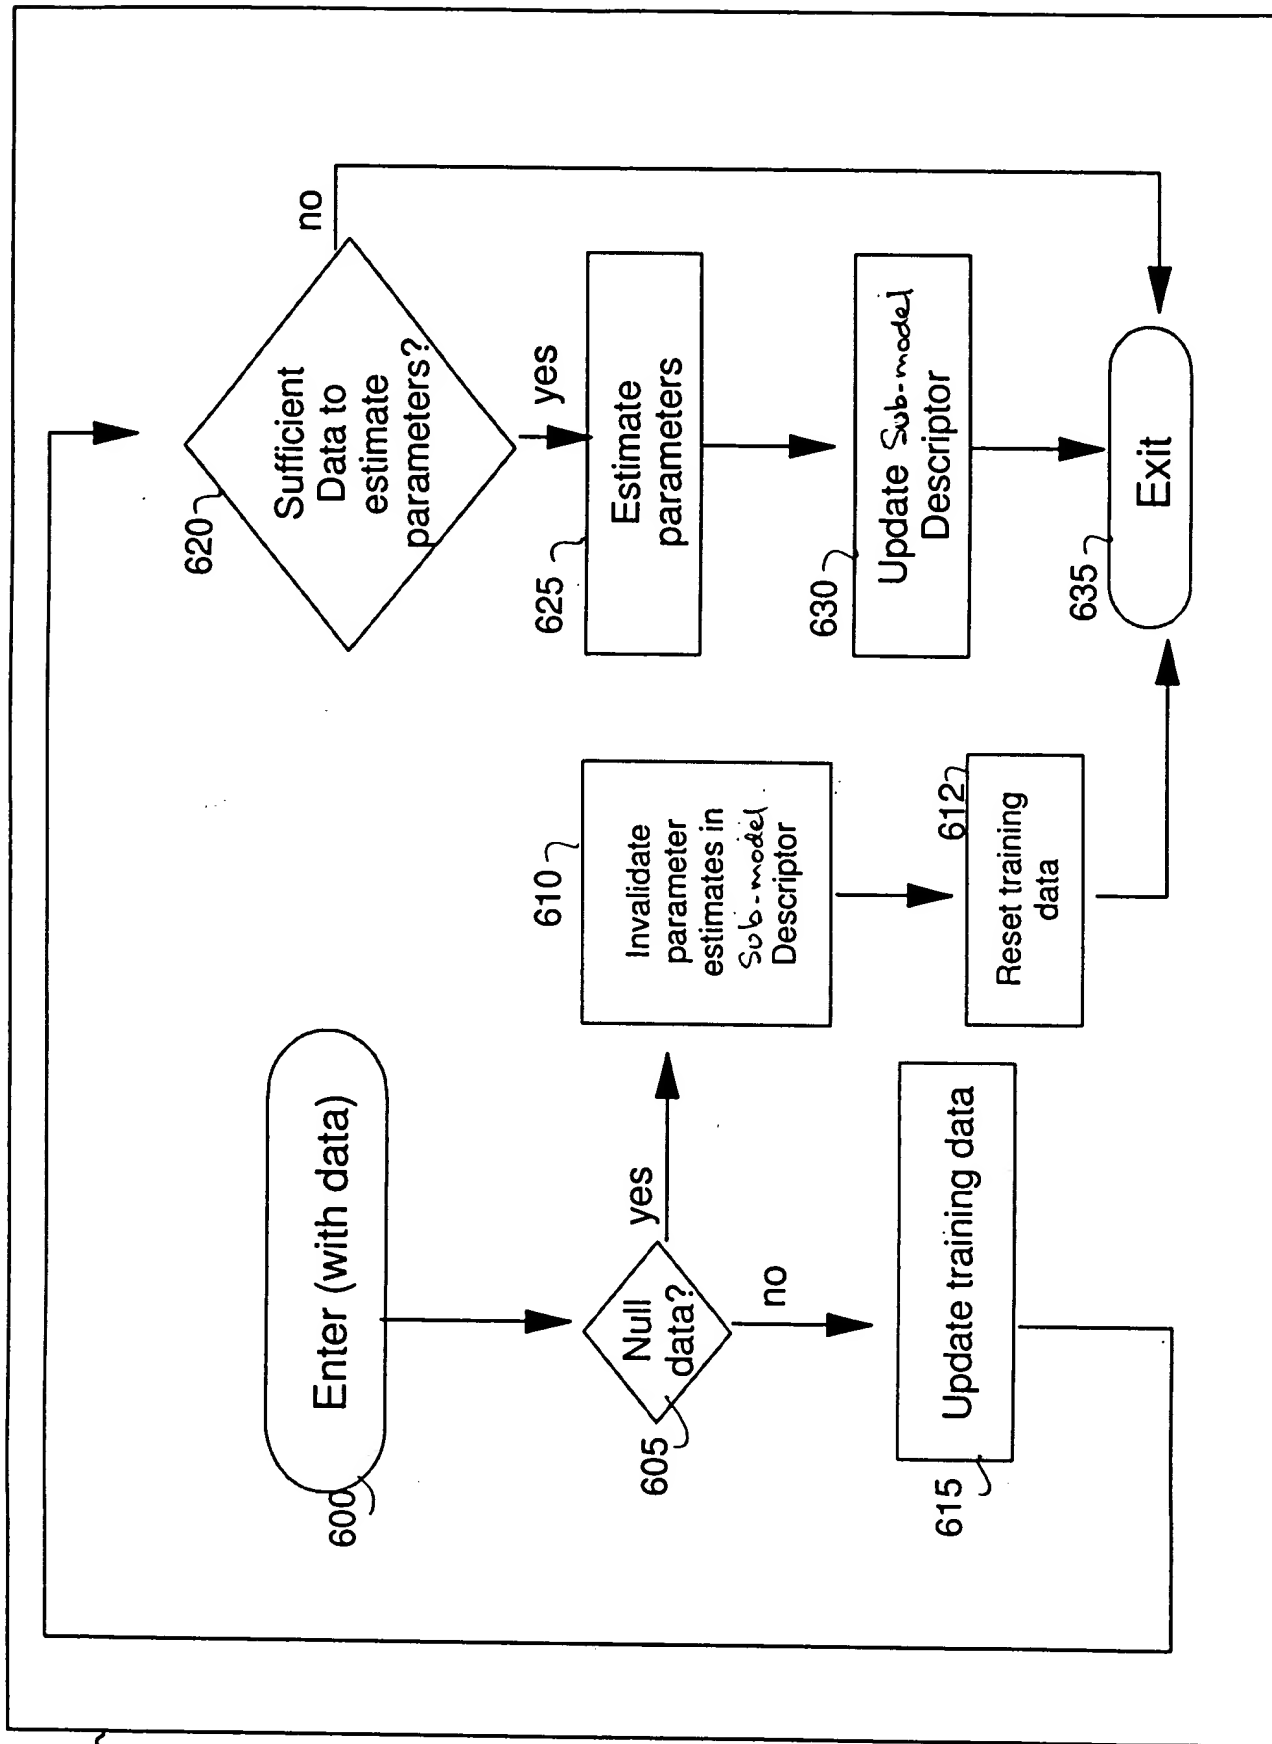 600
Enter (with data)
605
Null
data?
yes
no
610
Invalidate
parameter
estimates in
Sub-model
Descriptor
612
Reset training
data
615
Update training data
620
Sufficient
Data to
estimate
parameters?
no
yes
625
Estimate
parameters
630
Update Sub-model
Descriptor
635
Exit